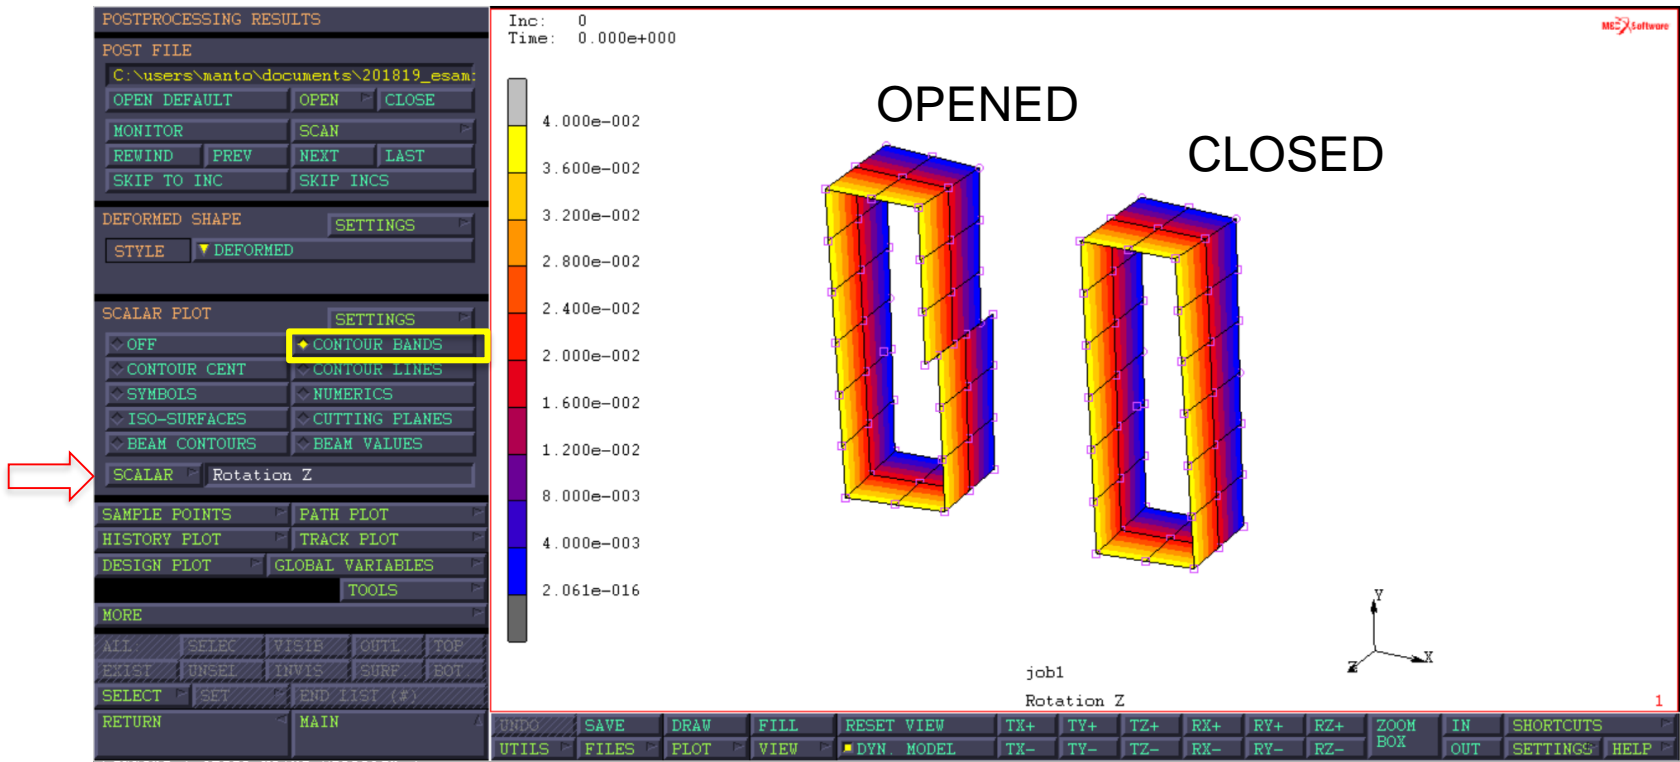 POSTPROCESSING RESULTS
POST FILE
C:\users\manto\documents\201819_esam:
OPEN DEFAULT OPEN CLOSE
MONITOR SCAN
REWIND PREV NEXT LAST
SKIP TO INC SKIP INCS
DEFORMED SHAPE SETTINGS
STYLE DEFORMED
SCALAR PLOT SETTINGS
OFF CONTOUR BANDS
CONTOUR CENT CONTOUR LINES
SYMBOLS NUMERICS
ISO-SURFACES CUTTING PLANES
BEAM CONTOURS BEAM VALUES
SCALAR Rotation Z
SAMPLE POINTS PATH PLOT
HISTORY PLOT TRACK PLOT
DESIGN PLOT GLOBAL VARIABLES
TOOLS
MORE
ALL: SELEC VISIB OUTL TOP
EXIST UNSEL INVIS SURF BOT
SELECT SET END LIST (#)
RETURN MAIN
Inc: 0
Time: 0.000e+000
Software
OPENED
CLOSED
4.000e-002
3.600e-002
3.200e-002
2.800e-002
2.400e-002
2.000e-002
1.600e-002
1.200e-002
8.000e-003
4.000e-003
2.061e-016
Y
X
Z
job1
Rotation Z
1
UNDO SAVE DRAW FILL RESET VIEW TX+ TY+ TZ+ RX+ RY+ RZ+ ZOOM BOX IN SHORTCUTS
UTILS FILES PLOT VIEW DYN. MODEL TX- TY- TZ- RX- RY- RZ- OUT SETTINGS HELP